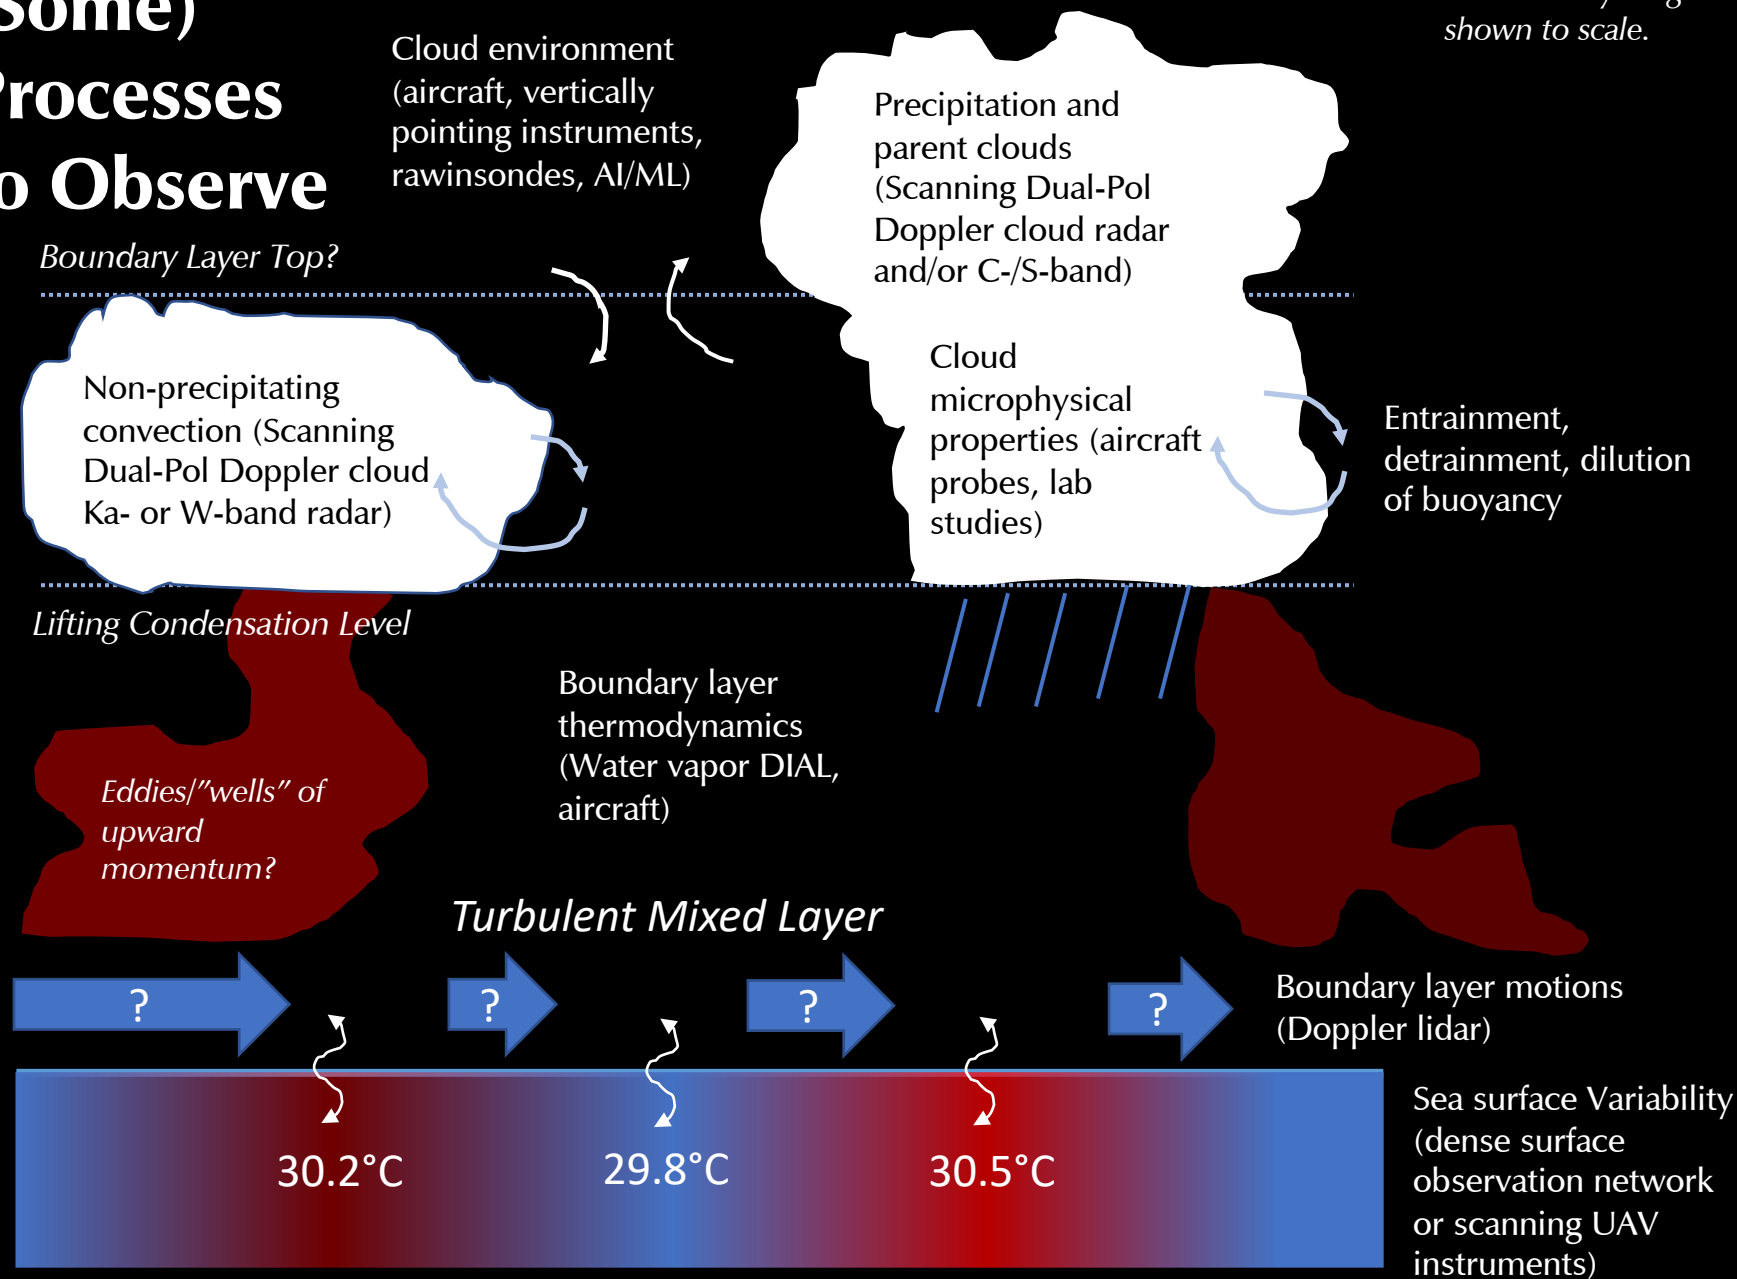 Some)
Processes
o Observe
shown to scale.
Cloud environment
(aircraft, vertically
pointing instruments,
rawinsondes, AI/ML)
Precipitation and
parent clouds
(Scanning Dual-Pol
Doppler cloud radar
and/or C-/S-band)
Boundary Layer Top?
Non-precipitating
convection (Scanning
Dual-Pol Doppler cloud
Ka- or W-band radar)
Cloud
microphysical
properties (aircraft
probes, lab
studies)
Entrainment,
detrainment, dilution
of buoyancy
Lifting Condensation Level
Boundary layer
thermodynamics
(Water vapor DIAL,
aircraft)
Eddies/"wells" of
upward
momentum?
Turbulent Mixed Layer
? ? ? ?
Boundary layer motions
(Doppler lidar)
30.2°C 29.8°C 30.5°C
Sea surface Variability
(dense surface
observation network
or scanning UAV
instruments)